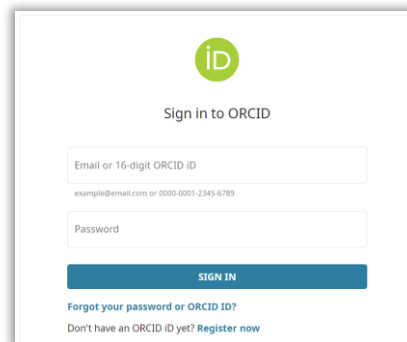 iD
Sign in to ORCID
Email or 16-digit ORCID iD
example@email.com or 0000-0001-2345-6789
Password
SIGN IN
Forgot your password or ORCID ID?
Don't have an ORCID iD yet? Register now